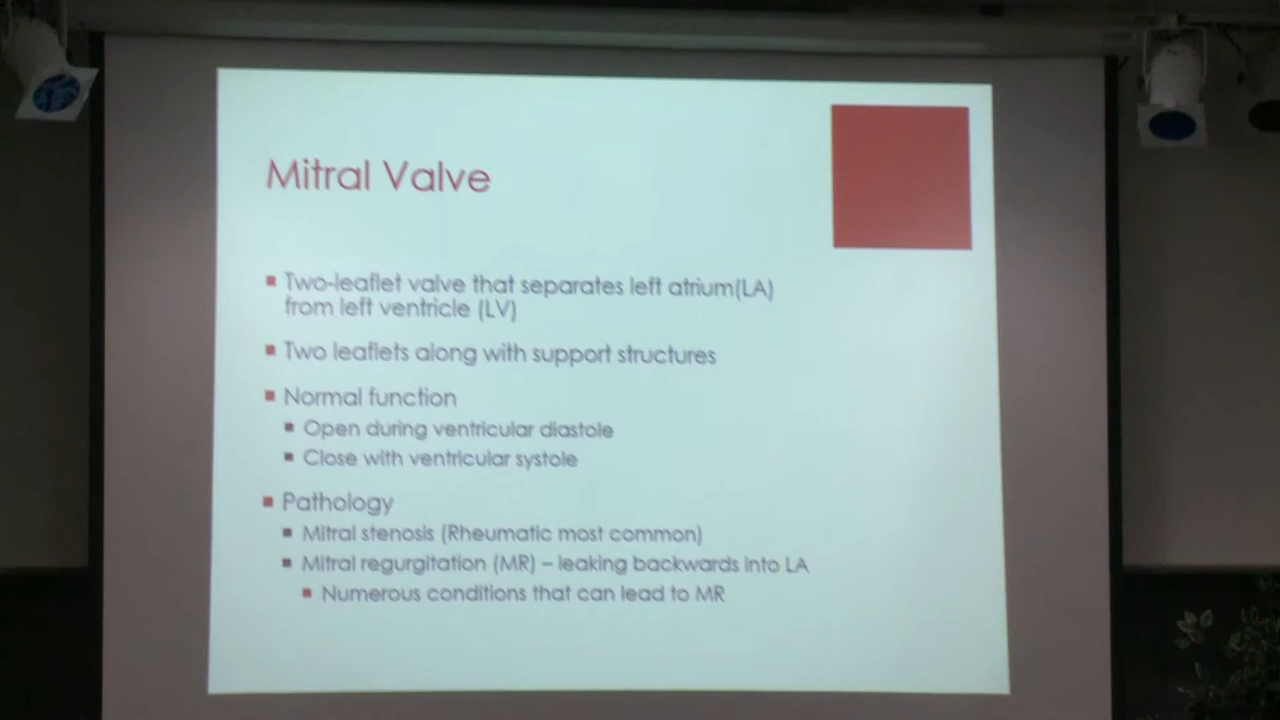 Mitral Valve
Two-leaflet valve that separates left atrium(LA)
from left ventricle (LV)
Two leaflets along with support structures
Normal function
Open during ventricular diastole
Close with ventricular systole
Pathology
Mitral stenosis (Rheumatic most common)
Mitral regurgitation (MR) – leaking backwards into LA
Numerous conditions that can lead to MR